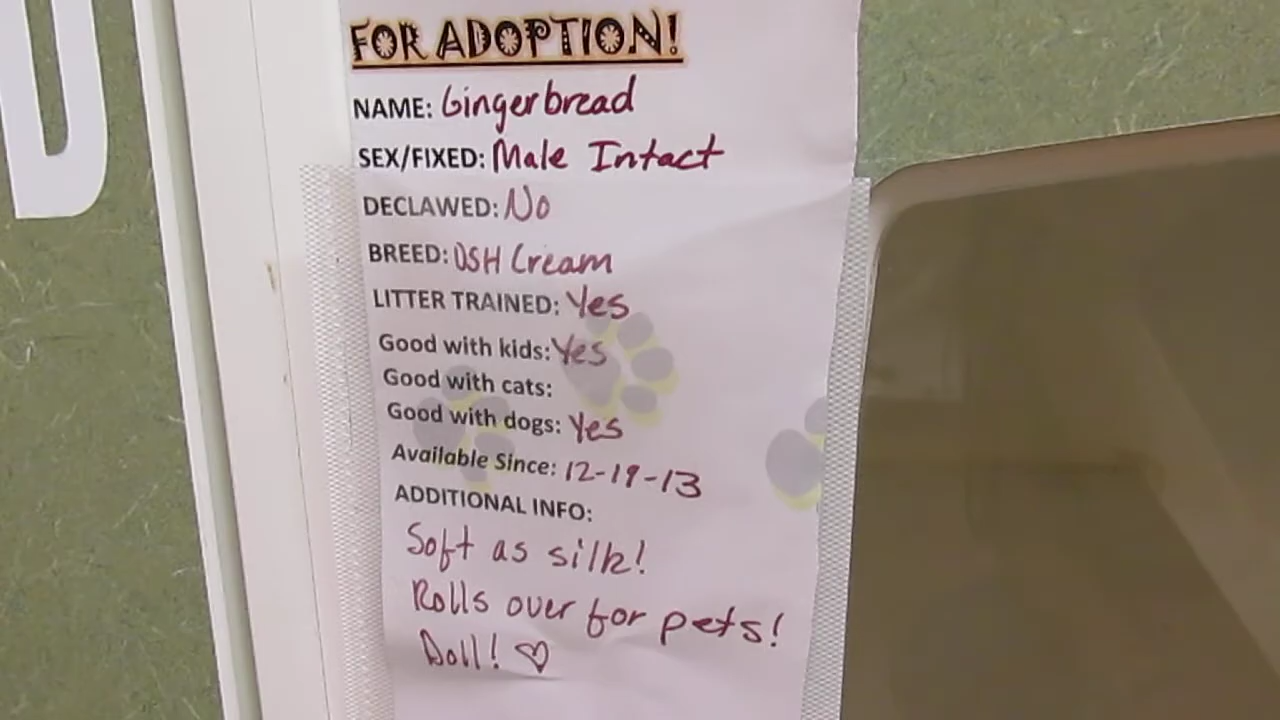 D
FOR ADOPTION!
NAME: Gingerbread
SEX/FIXED: Male Intact
DECLAWED: No
BREED: DSH Cream
LITTER TRAINED: Yes
Good with kids: Yes
Good with cats:
Good with dogs: Yes
Available Since: 12-19-13
ADDITIONAL INFO:
Soft as silk!
Rolls over for pets!
Doll! ♡